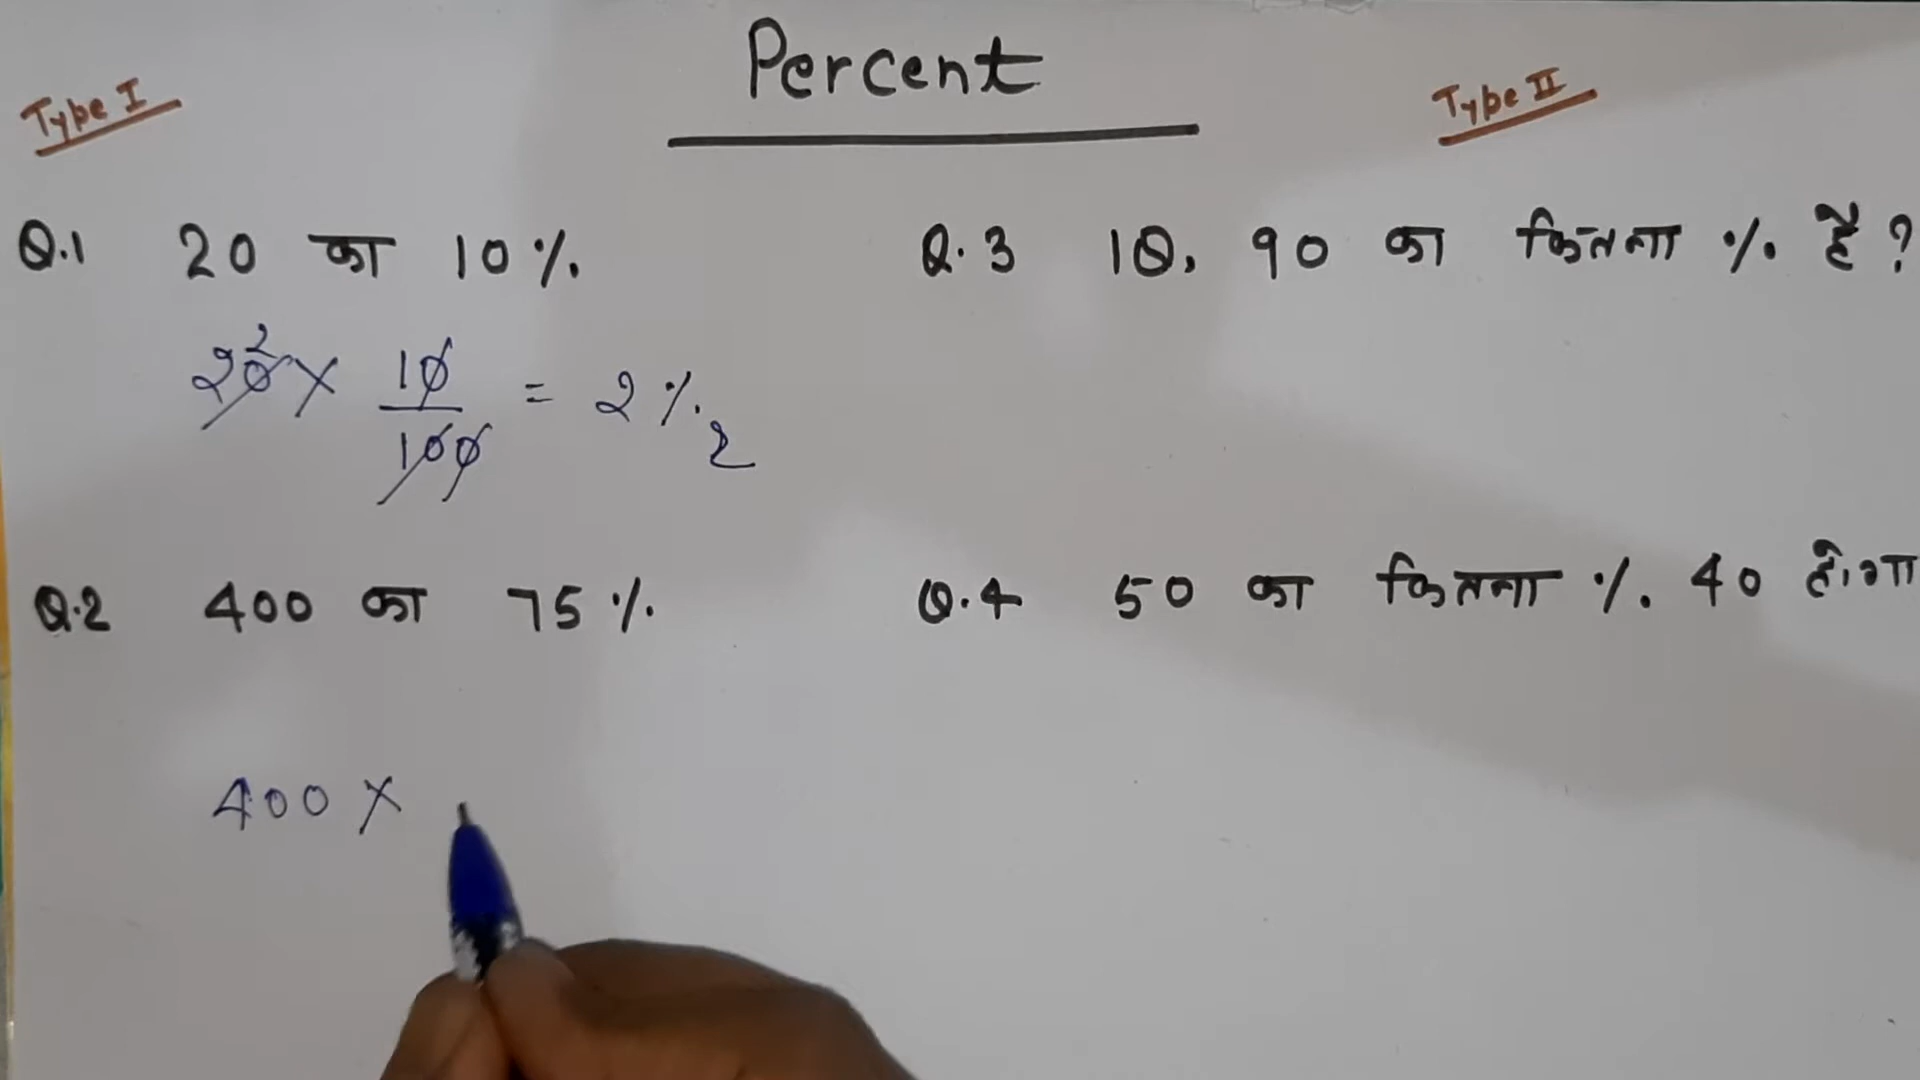 Percent
Type I
Type II
Q.1 20 का 10%
20 2 × 10/100 = 2% 2
Q.2 400 का 75%
400 ×
Q.3 10, 90 का कितना % है ?
Q.4 50 का कितना % 40 होगा